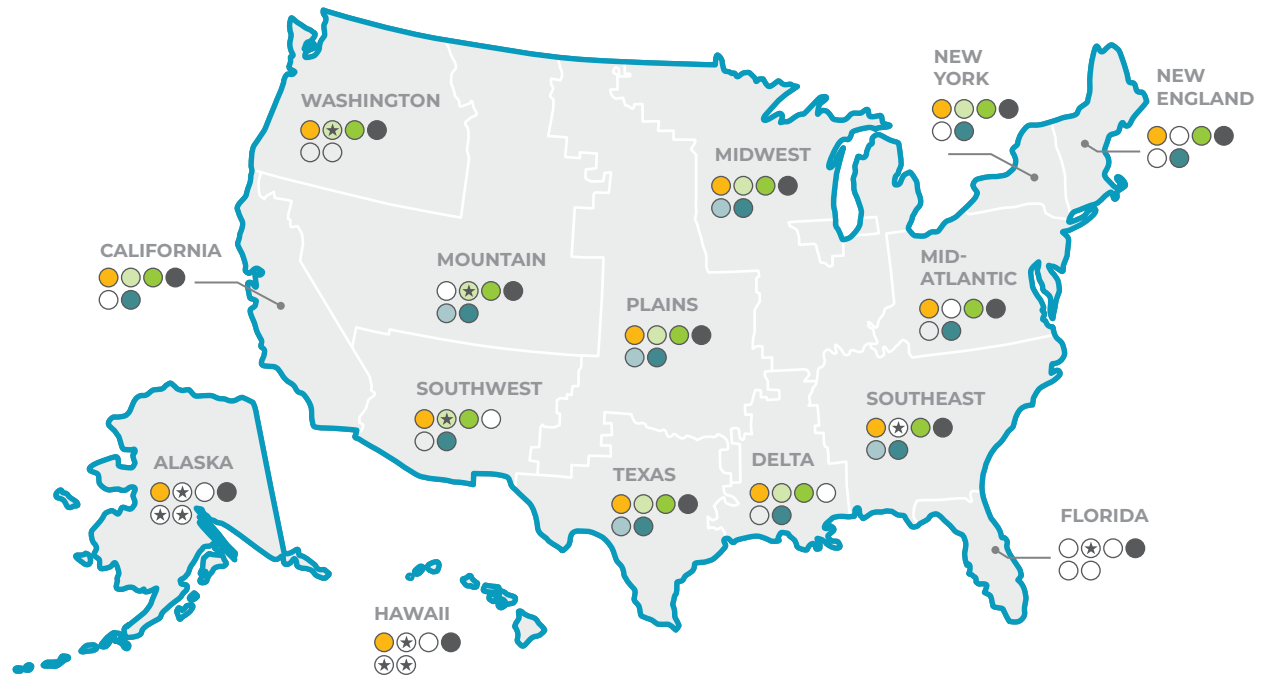 NEW
YORK
NEW
ENGLAND
WASHINGTON
MIDWEST
CALIFORNIA
MOUNTAIN
MID-
ATLANTIC
PLAINS
SOUTHWEST
SOUTHEAST
ALASKA
TEXAS
DELTA
FLORIDA
HAWAII